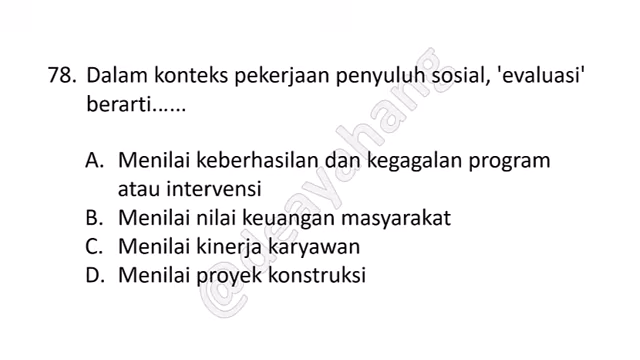 78. Dalam konteks pekerjaan penyuluh sosial, 'evaluasi'
berarti......
A. Menilai keberhasilan dan kegagalan program
atau intervensi
B. Menilai nilai keuangan masyarakat
C. Menilai kinerja karyawan
D. Menilai proyek konstruksi
@deayahang